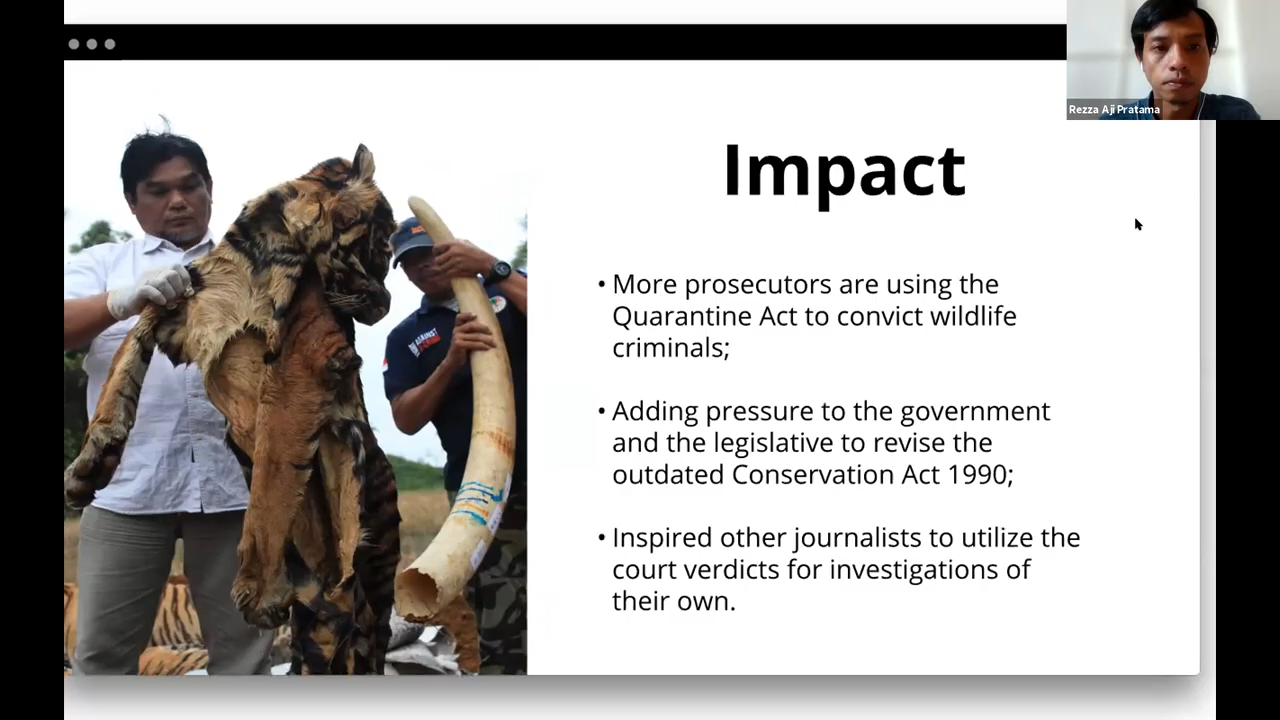 Rezza Aji Pratama
Impact
• More prosecutors are using the
Quarantine Act to convict wildlife
criminals;
• Adding pressure to the government
and the legislative to revise the
outdated Conservation Act 1990;
• Inspired other journalists to utilize the
court verdicts for investigations of
their own.
AGAINST